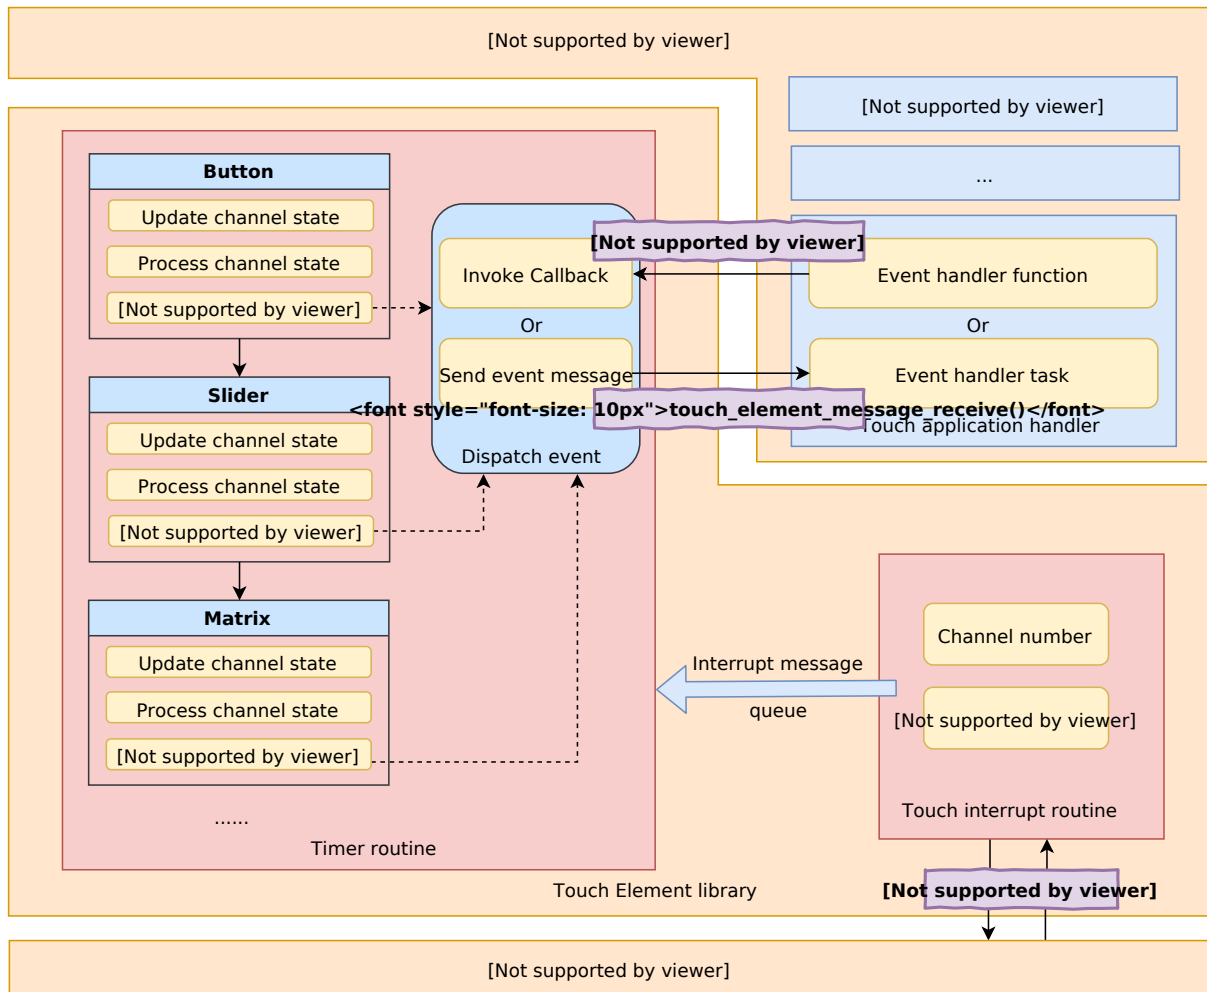 [Not supported by viewer]
[Not supported by viewer]
...
Button
Update channel state
Process channel state
[Not supported by viewer]
Slider
Update channel state
Process channel state
[Not supported by viewer]
Matrix
Update channel state
Process channel state
[Not supported by viewer]
......
Timer routine
Invoke Callback
Or
Send event message
Dispatch event
[Not supported by viewer]
<font style="font-size: 10px">touch_element_message_receive()</font>
Event handler function
Or
Event handler task
Touch application handler
Interrupt message
queue
Channel number
[Not supported by viewer]
Touch interrupt routine
Touch Element library
[Not supported by viewer]
[Not supported by viewer]